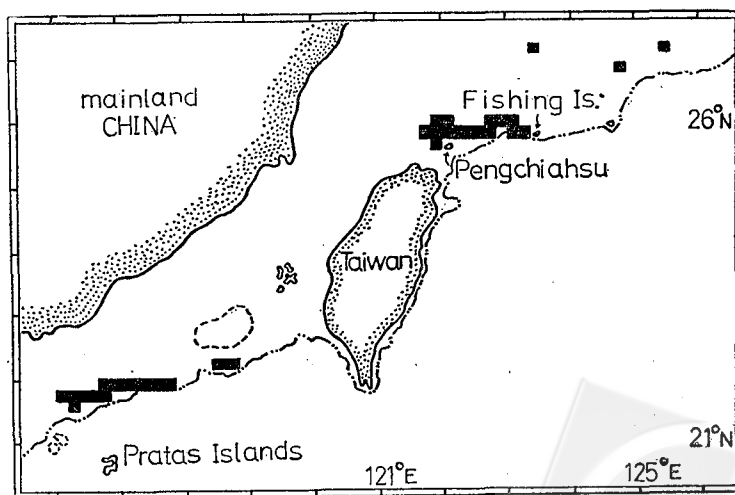 mainland
CHINA
Fishing Is.
26°N
Pengchiahsu
Taiwan
Pratas Islands
21°N
121°E
125°E